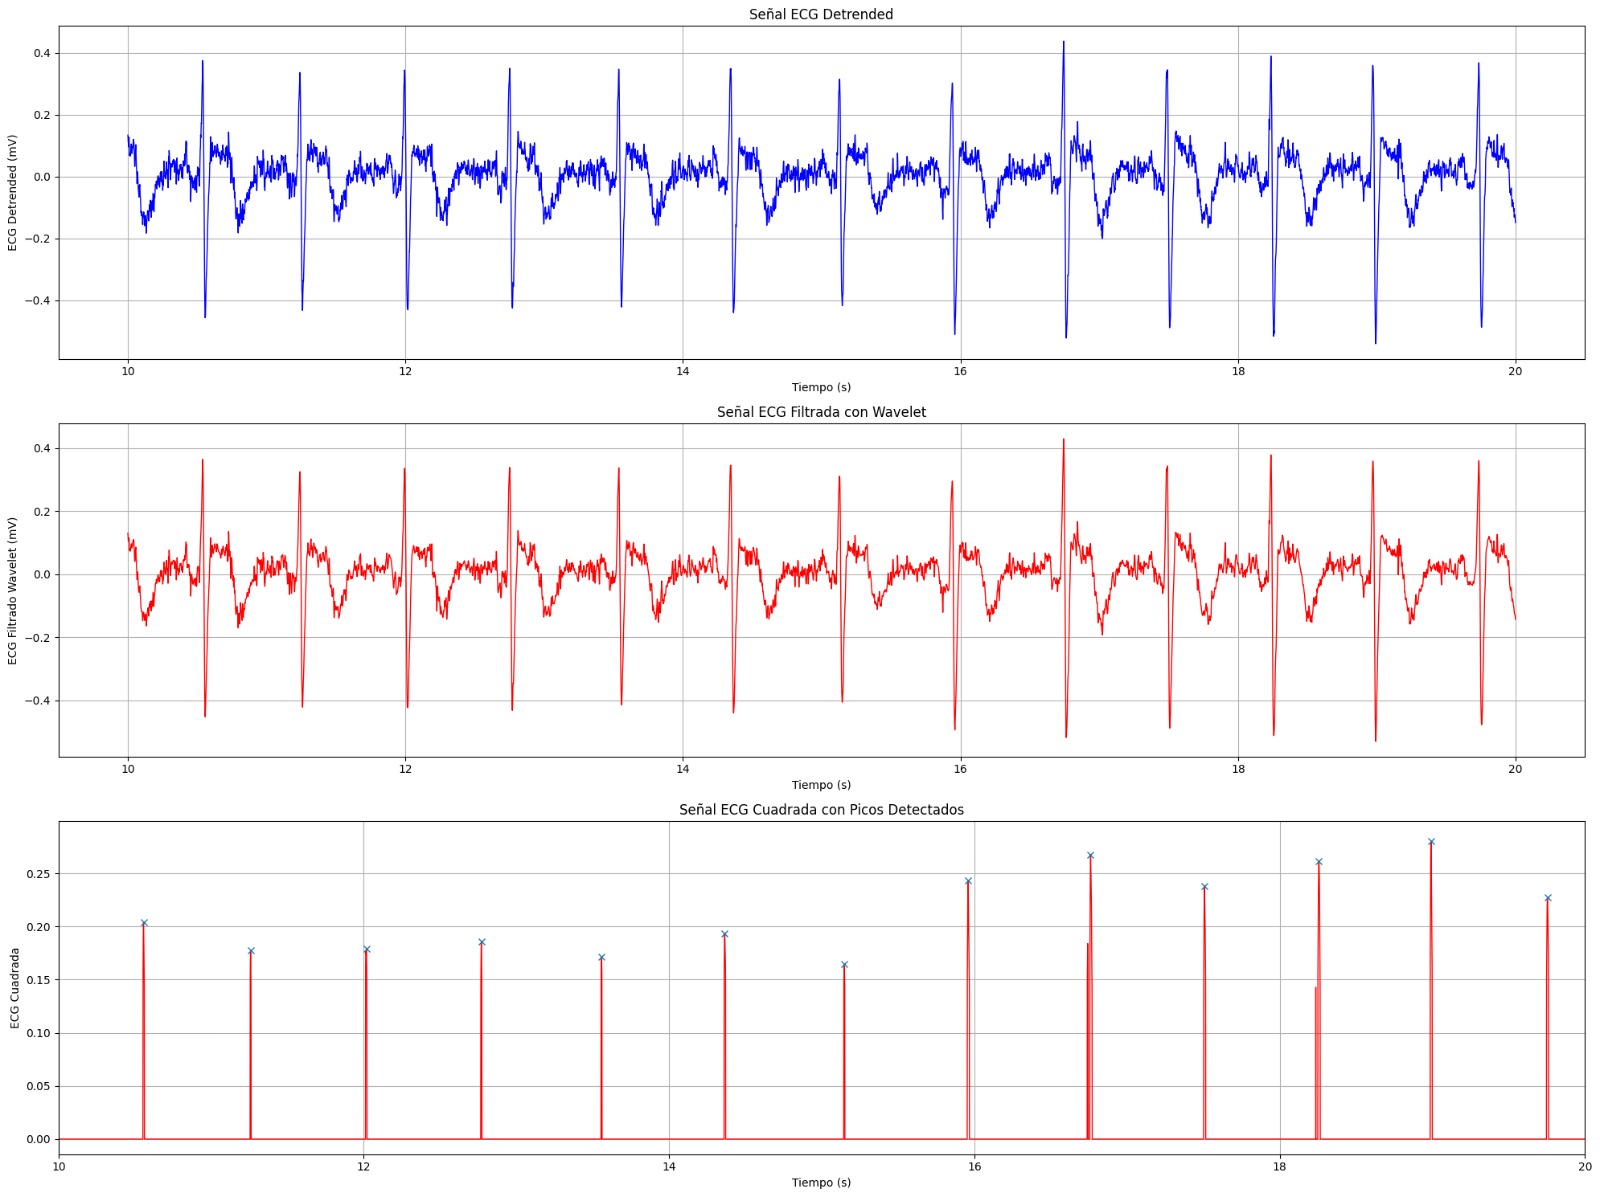 Señal ECG Detrended
ECG Detrended (mV)
0.4
0.2
0.0
−0.2
−0.4
10 12 14 16 18 20
Tiempo (s)
Señal ECG Filtrada con Wavelet
ECG Filtrado Wavelet (mV)
0.4
0.2
0.0
−0.2
−0.4
10 12 14 16 18 20
Tiempo (s)
Señal ECG Cuadrada con Picos Detectados
ECG Cuadrada
0.25
0.20
0.15
0.10
0.05
0.00
10 12 14 16 18 20
Tiempo (s)